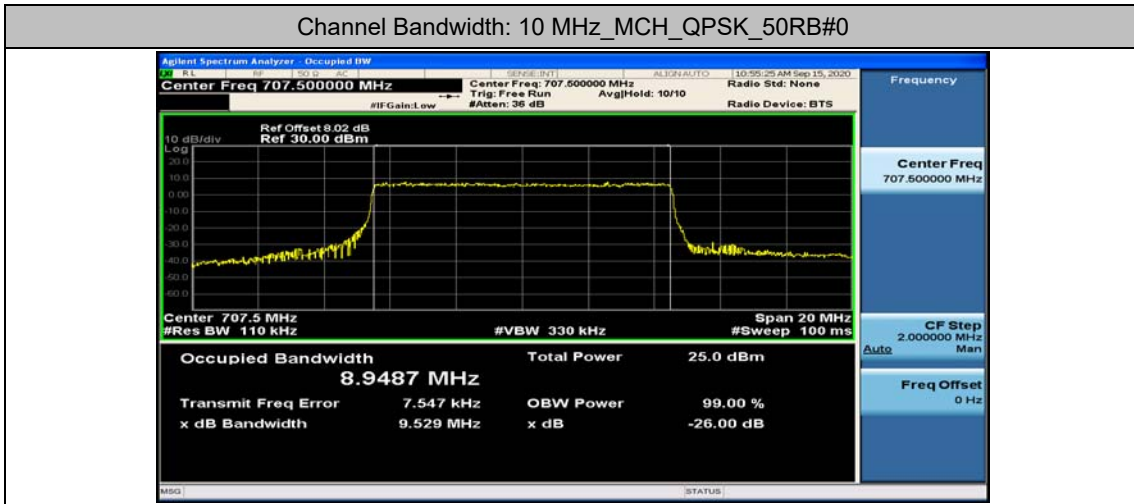 Channel Bandwidth: 10 MHz_MCH_QPSK_50RB#0
Agilent Spectrum Analyzer - Occupied BW
LXI RL RF 50 Ω AC SENSE:INT ALIGN AUTO 10:55:25 AM Sep 15, 2020
Center Freq 707.500000 MHz
Center Freq: 707.500000 MHz
Radio Std: None
Trig: Free Run Avg|Hold: 10/10
#IFGain:Low #Atten: 36 dB Radio Device: BTS
Frequency
Ref Offset 8.02 dB
10 dB/div Ref 30.00 dBm
Log
20.0
10.0
0.00
-10.0
-20.0
-30.0
-40.0
-50.0
-60.0
Center Freq
707.500000 MHz
Center 707.5 MHz Span 20 MHz
#Res BW 110 kHz #VBW 330 kHz #Sweep 100 ms
CF Step
2.000000 MHz
Auto Man
Occupied Bandwidth Total Power 25.0 dBm
8.9487 MHz
Transmit Freq Error 7.547 kHz OBW Power 99.00 %
x dB Bandwidth 9.529 MHz x dB -26.00 dB
Freq Offset
0 Hz
MSG STATUS